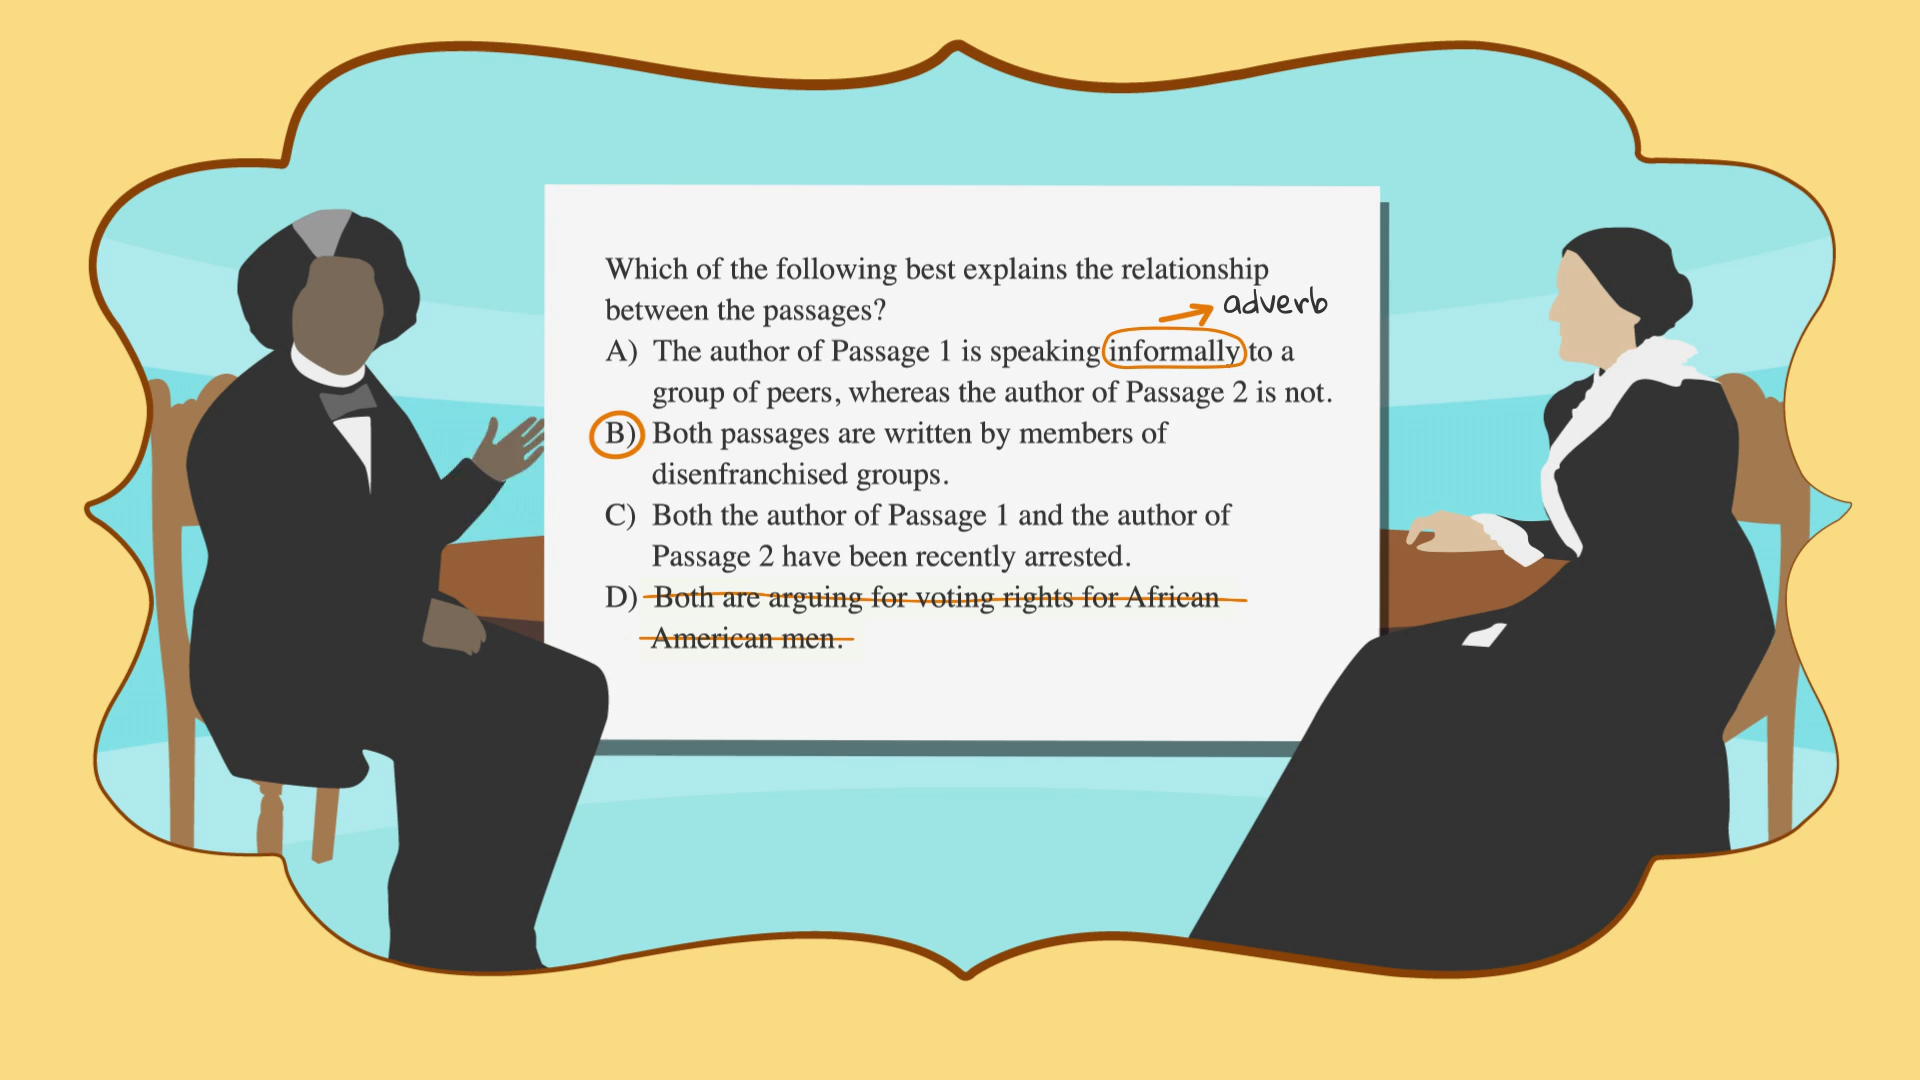 Which of the following best explains the relationship
between the passages?
adverb
A) The author of Passage 1 is speaking informally to a
group of peers, whereas the author of Passage 2 is not.
B) Both passages are written by members of
disenfranchised groups.
C) Both the author of Passage 1 and the author of
Passage 2 have been recently arrested.
D) Both are arguing for voting rights for African
American men.